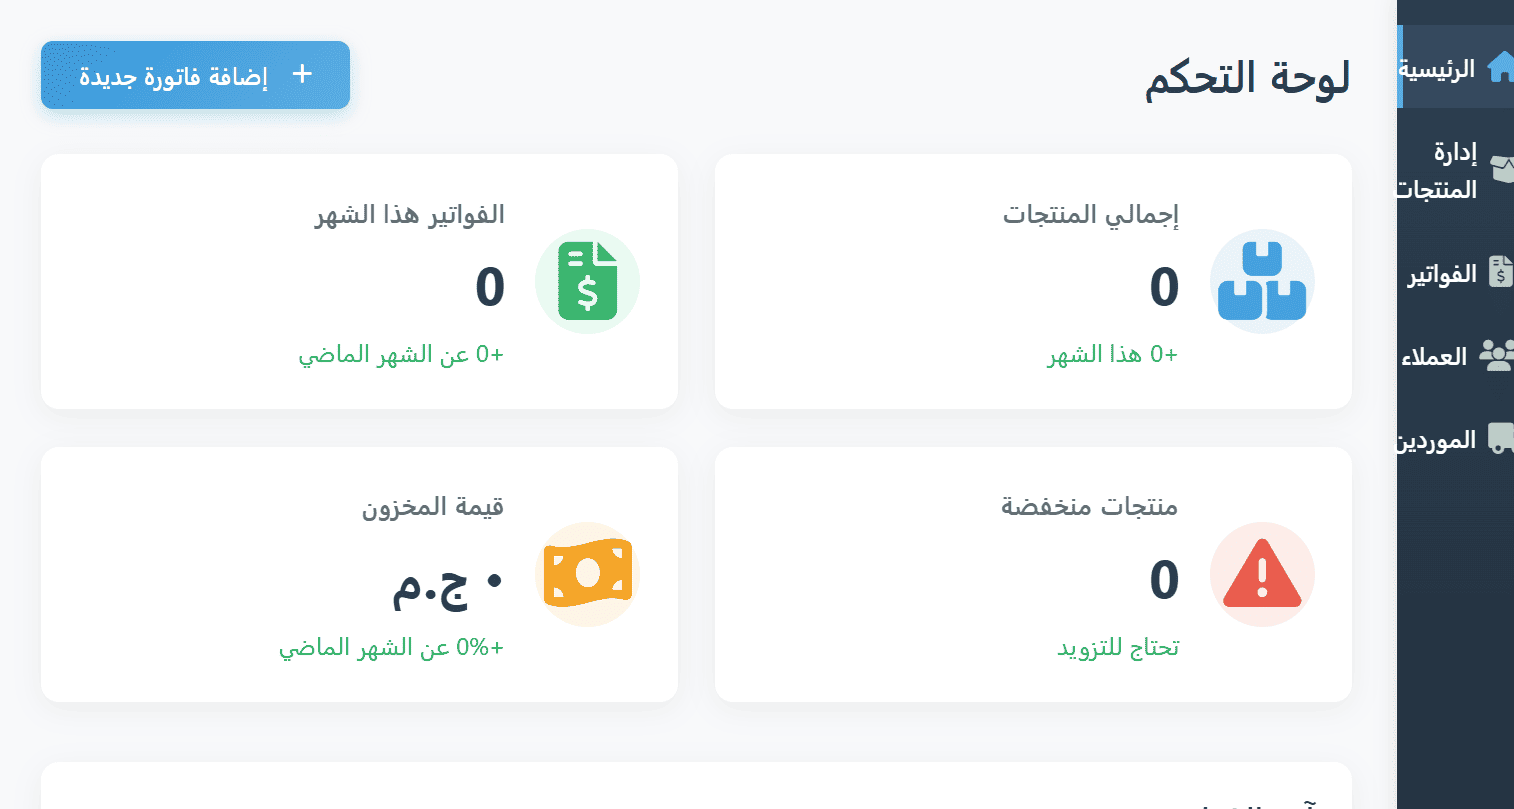 الرئيسية
إدارة
المنتجات
الفواتير
العملاء
الموردين
لوحة التحكم
+ إضافة فاتورة جديدة
إجمالي المنتجات
0
+0 هذا الشهر
الفواتير هذا الشهر
0
+0 عن الشهر الماضي
منتجات منخفضة
0
تحتاج للتزويد
قيمة المخزون
٠ ج.م
+0% عن الشهر الماضي